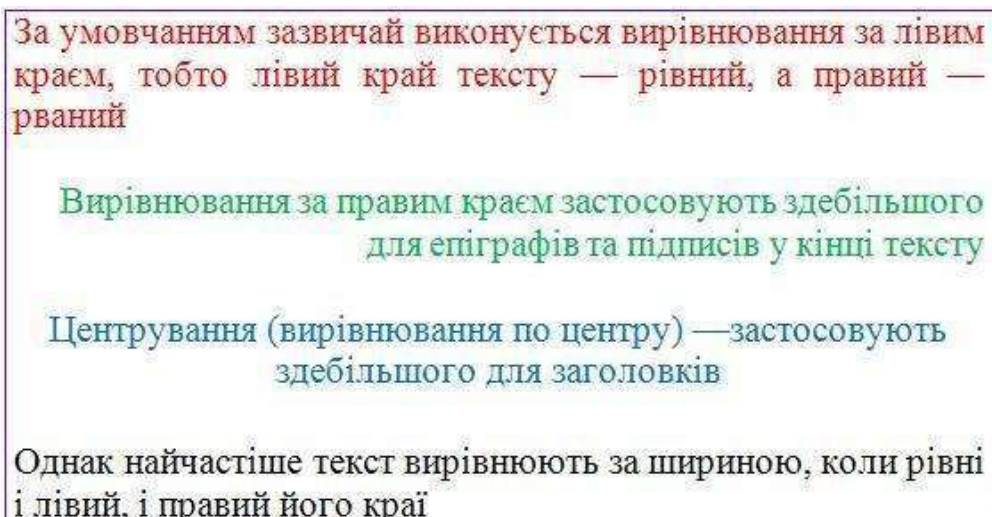 За умовчанням зазвичай виконується вирівнювання за лівим
краєм, тобто лівий край тексту — рівний, а правий —
рваний
Вирівнювання за правим краєм застосовують здебільшого
для епіграфів та підписів у кінці тексту
Центрування (вирівнювання по центру) —застосовують
здебільшого для заголовків
Однак найчастіше текст вирівнюють за шириною, коли рівні
і лівий, і правий його краї